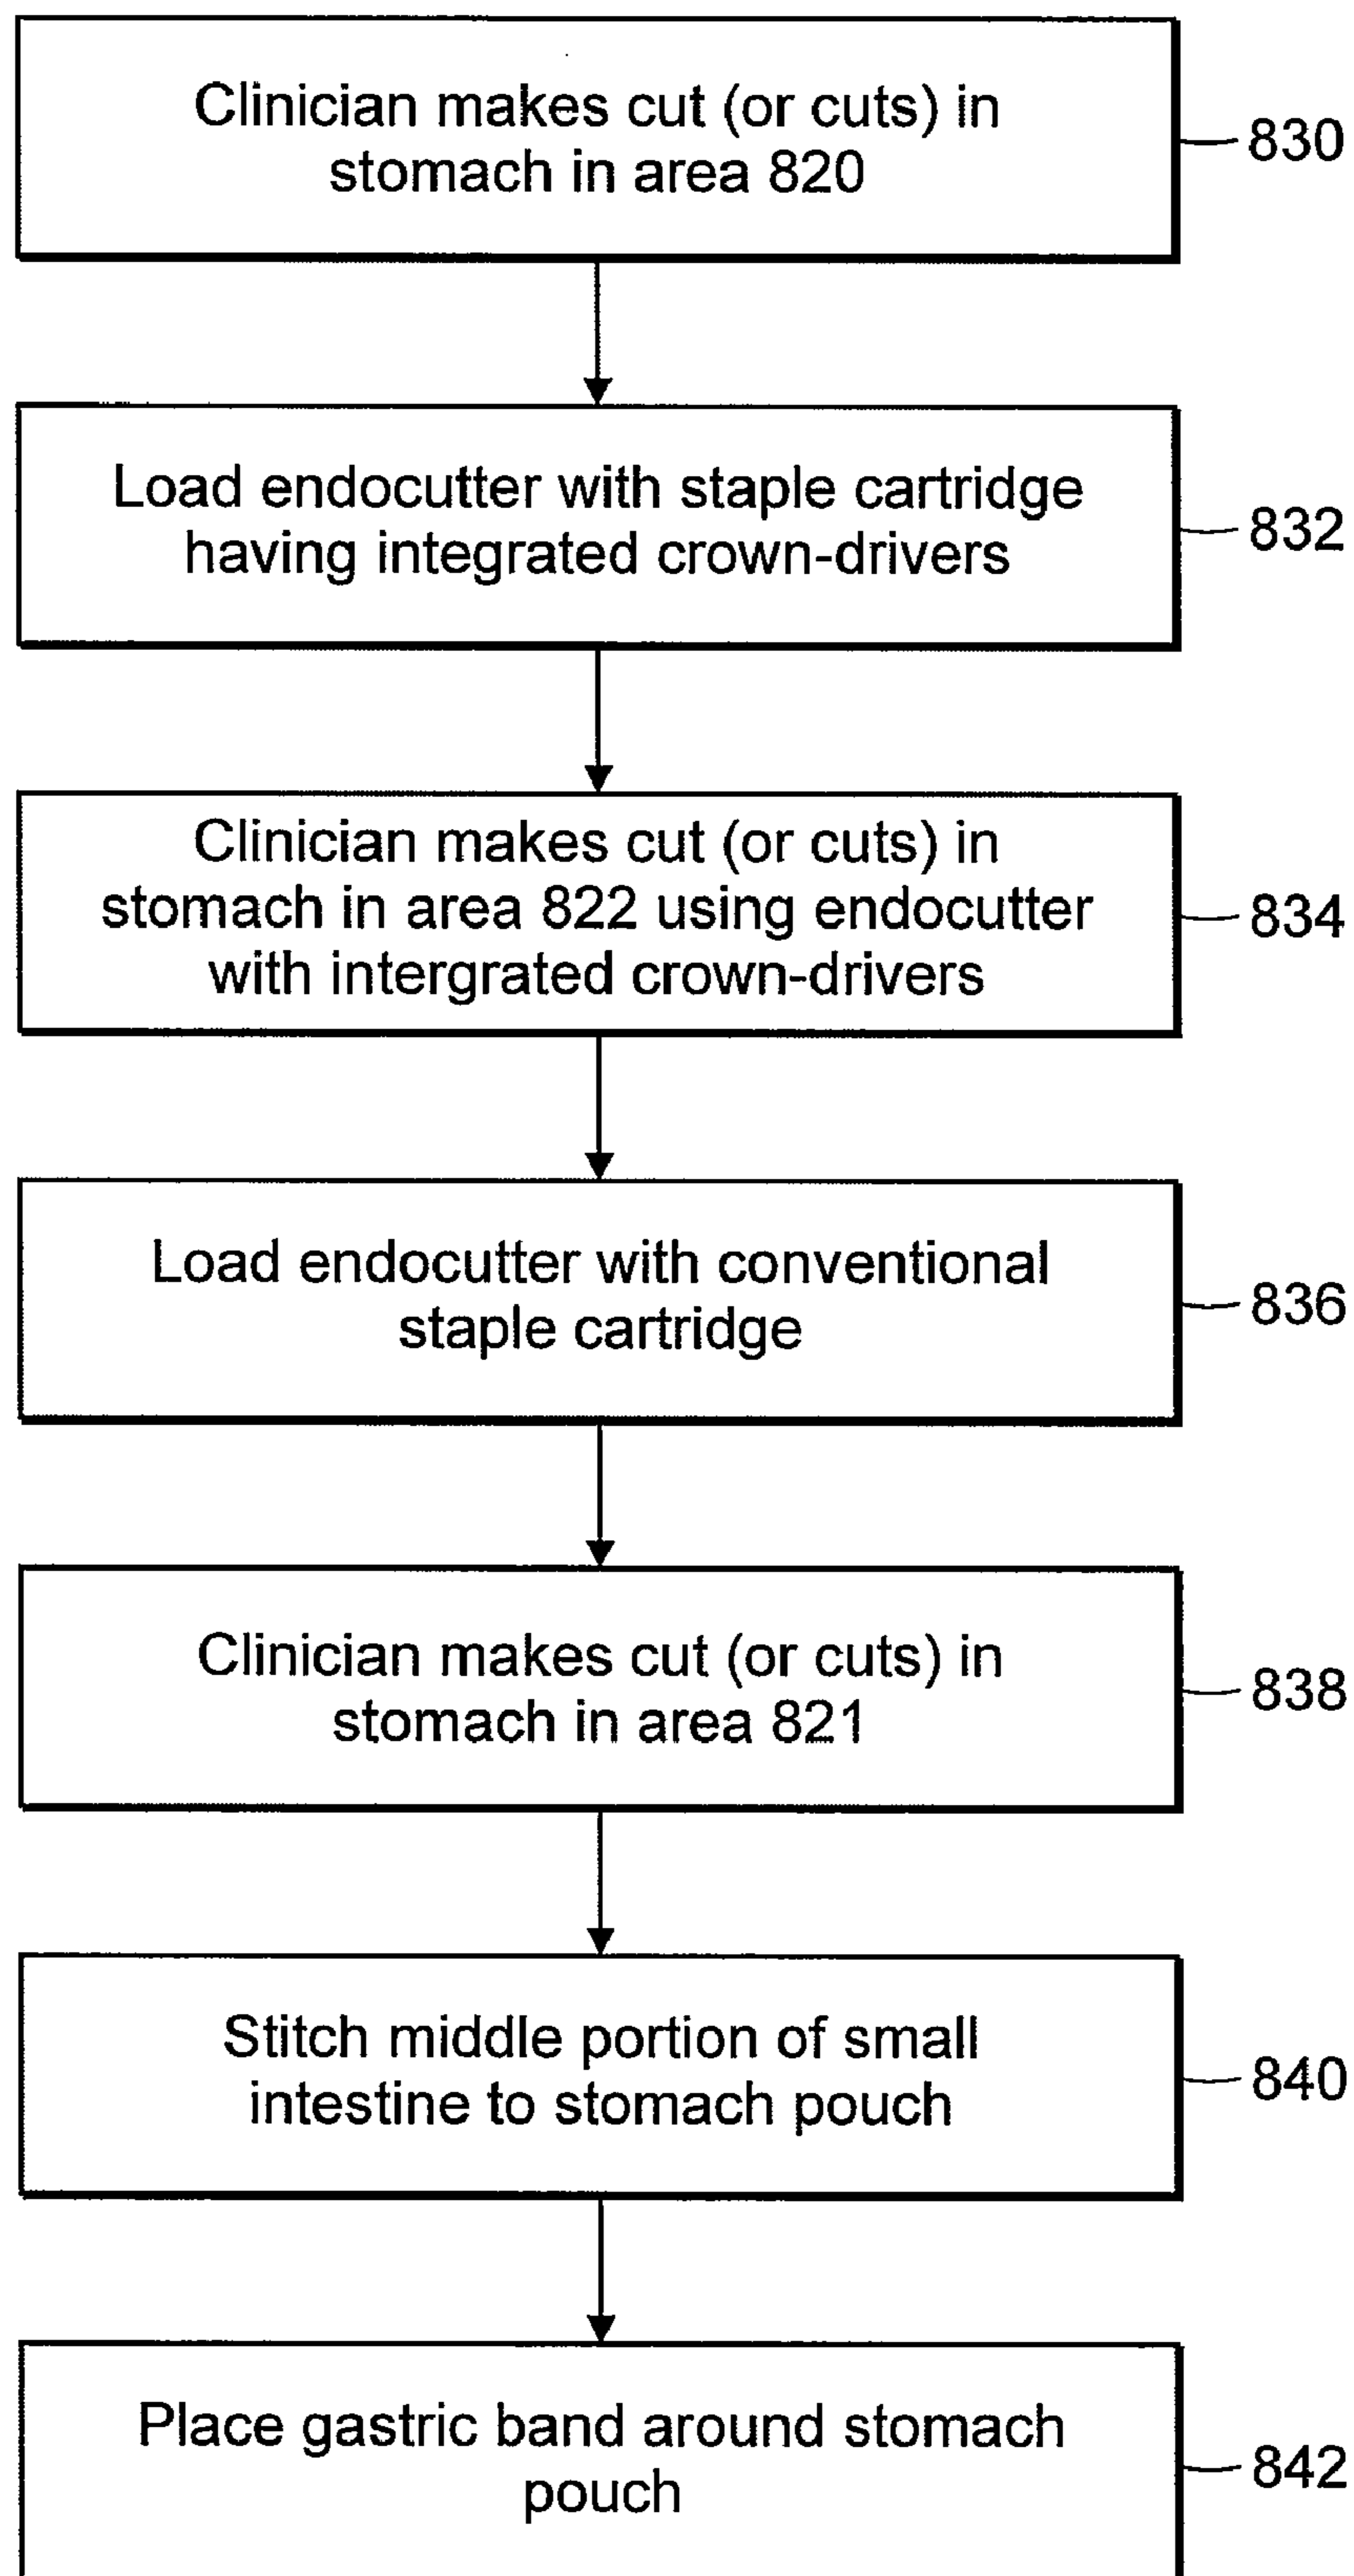 Clinician makes cut (or cuts) in
stomach in area 820
830
Load endocutter with staple cartridge
having integrated crown-drivers
832
Clinician makes cut (or cuts) in
stomach in area 822 using endocutter
with intergrated crown-drivers
834
Load endocutter with conventional
staple cartridge
836
Clinician makes cut (or cuts) in
stomach in area 821
838
Stitch middle portion of small
intestine to stomach pouch
840
Place gastric band around stomach
pouch
842